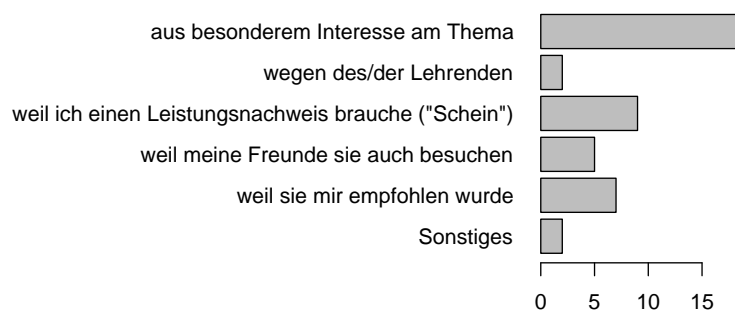 aus besonderem Interesse am Thema
wegen des/der Lehrenden
weil ich einen Leistungsnachweis brauche ("Schein")
weil meine Freunde sie auch besuchen
weil sie mir empfohlen wurde
Sonstiges
0 5 10 15